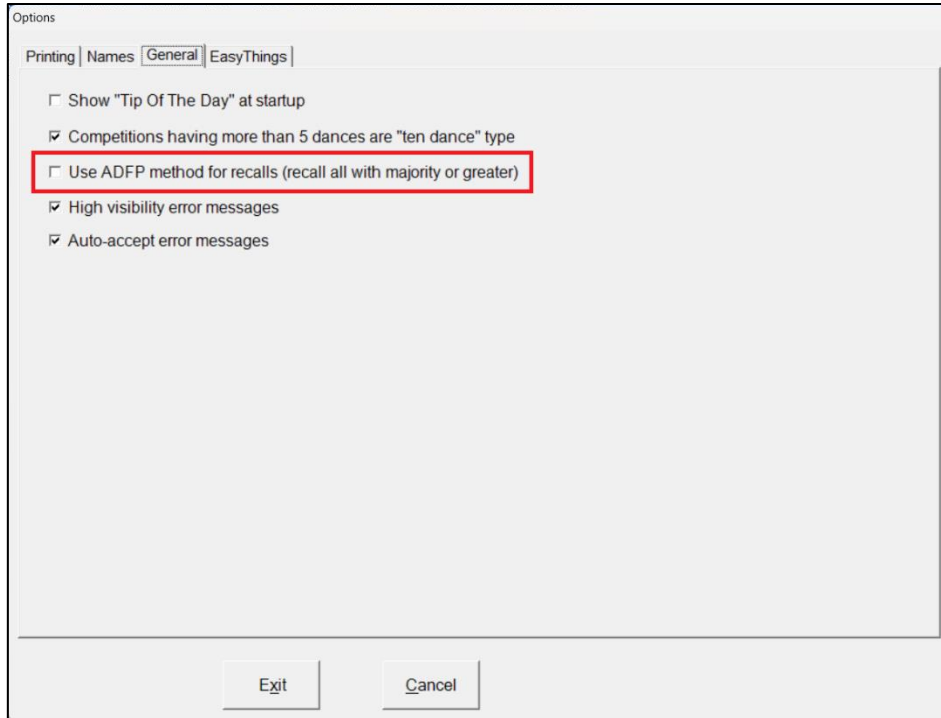 Options
Printing Names General EasyThings
Show "Tip Of The Day" at startup
Competitions having more than 5 dances are "ten dance" type
Use ADFP method for recalls (recall all with majority or greater)
High visibility error messages
Auto-accept error messages
Exit Cancel